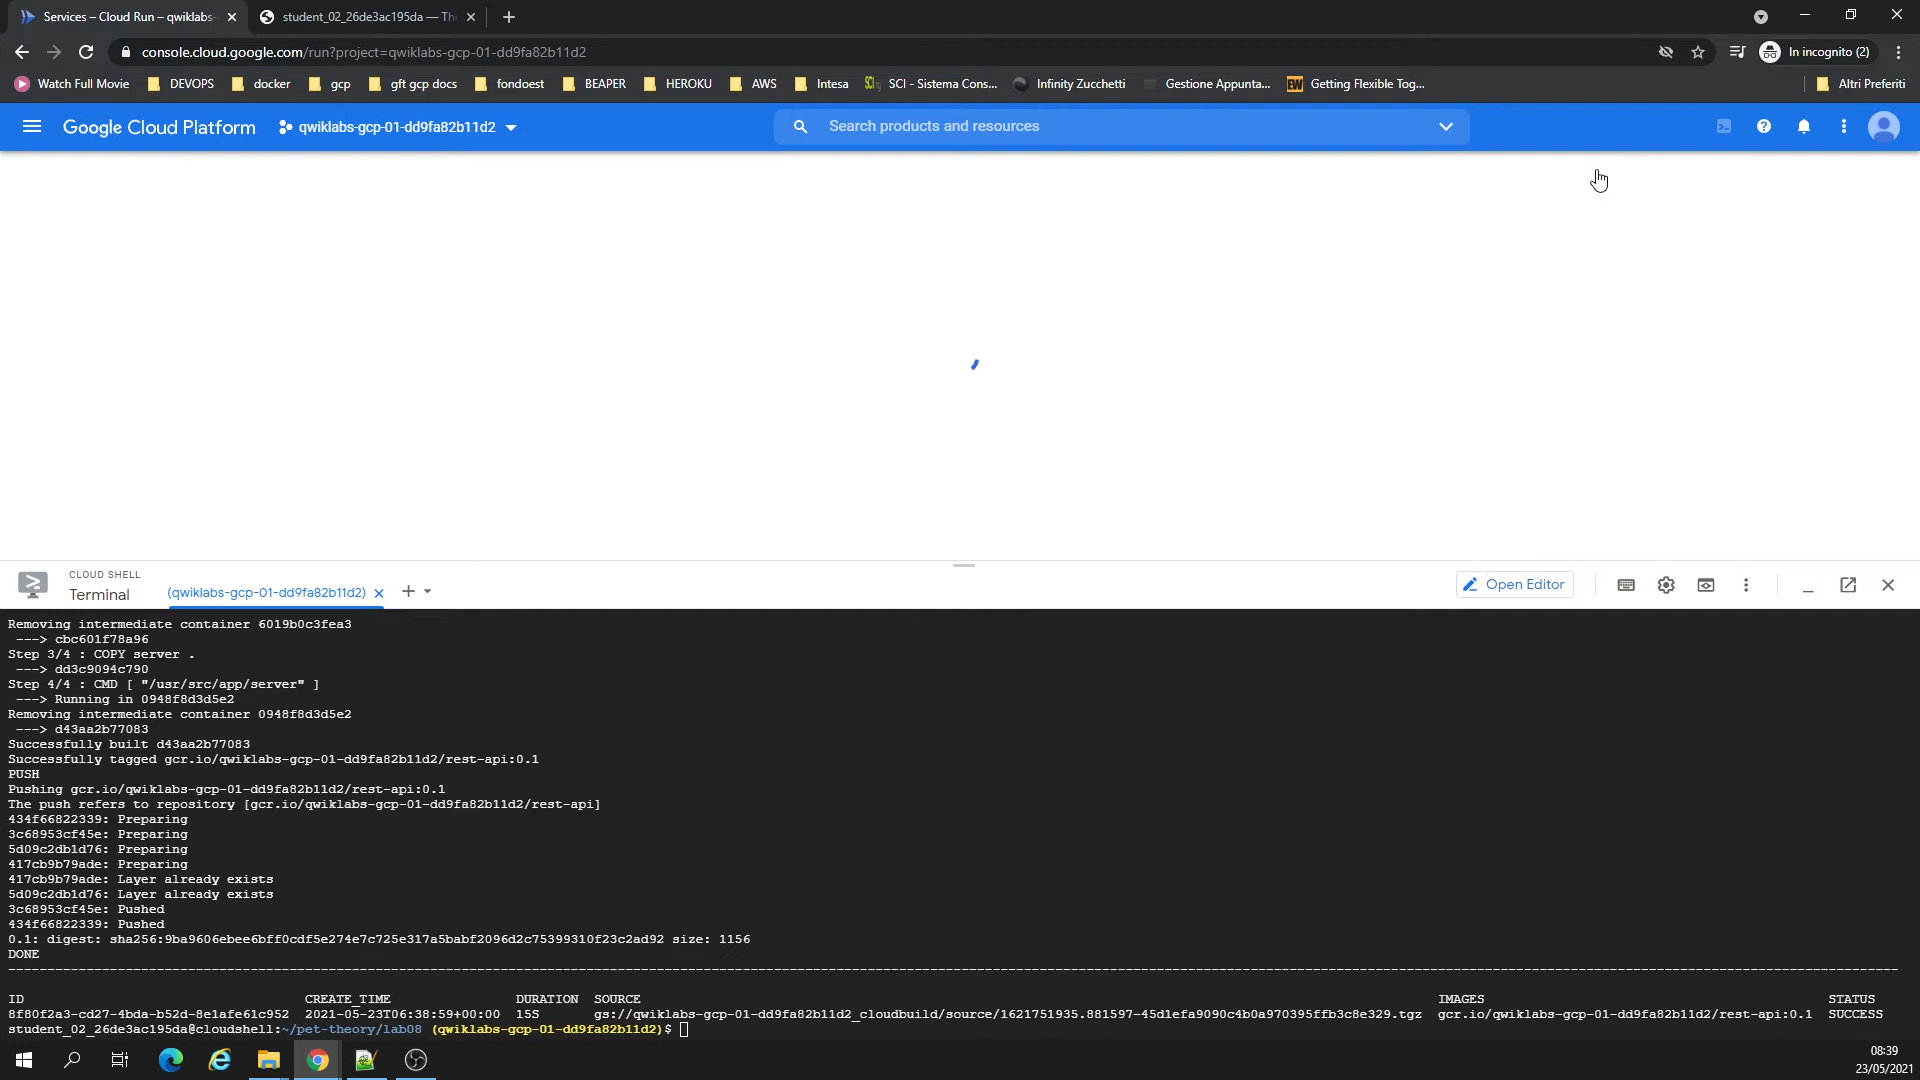 Services – Cloud Run – qwiklabs-
student_02_26de3ac195da — Th
console.cloud.google.com/run?project=qwiklabs-gcp-01-dd9fa82b11d2
In incognito (2)
Watch Full Movie
DEVOPS
docker
gcp
gft gcp docs
fondoest
BEAPER
HEROKU
AWS
Intesa
SCI - Sistema Cons...
Infinity Zucchetti
Gestione Appunta...
EW
Getting Flexible Tog...
Altri Preferiti
Google Cloud Platform
qwiklabs-gcp-01-dd9fa82b11d2
Search products and resources
CLOUD SHELL
Terminal
(qwiklabs-gcp-01-dd9fa82b11d2)
Open Editor
Removing intermediate container 6019b0c3fea3
---> cbc601f78a96
Step 3/4 : COPY server .
---> dd3c9094c790
Step 4/4 : CMD [ "/usr/src/app/server" ]
---> Running in 0948f8d3d5e2
Removing intermediate container 0948f8d3d5e2
---> d43aa2b77083
Successfully built d43aa2b77083
Successfully tagged gcr.io/qwiklabs-gcp-01-dd9fa82b11d2/rest-api:0.1
PUSH
Pushing gcr.io/qwiklabs-gcp-01-dd9fa82b11d2/rest-api:0.1
The push refers to repository [gcr.io/qwiklabs-gcp-01-dd9fa82b11d2/rest-api]
434f66822339: Preparing
3c68953cf45e: Preparing
5d09c2db1d76: Preparing
417cb9b79ade: Preparing
417cb9b79ade: Layer already exists
5d09c2db1d76: Layer already exists
3c68953cf45e: Pushed
434f66822339: Pushed
0.1: digest: sha256:9ba9606ebee6bff0cdf5e274e7c725e317a5babf2096d2c75399310f23c2ad92 size: 1156
DONE
ID CREATE_TIME DURATION SOURCE IMAGES STATUS
8f80f2a3-cd27-4bda-b52d-8e1afe61c952 2021-05-23T06:38:59+00:00 15S gs://qwiklabs-gcp-01-dd9fa82b11d2_cloudbuild/source/1621751935.881597-45d1efa9090c4b0a970395ffb3c8e329.tgz gcr.io/qwiklabs-gcp-01-dd9fa82b11d2/rest-api:0.1 SUCCESS
student_02_26de3ac195da@cloudshell:~/pet-theory/lab08 (qwiklabs-gcp-01-dd9fa82b11d2)$
08:39
23/05/2021